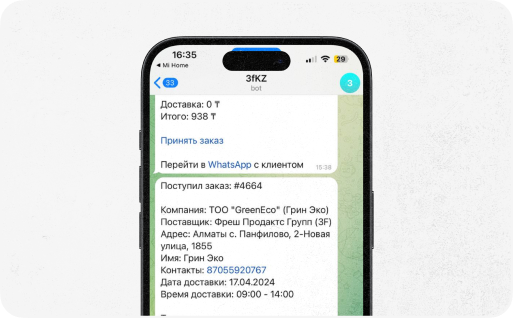 16:35
29
◀ Mi Home
33
3fKZ
bot
3
Доставка: 0 ₸
Итого: 938 ₸
Принять заказ
Перейти в WhatsApp с клиентом
15:38
Поступил заказ: #4664
Компания: ТОО "GreenEco" (Грин Эко)
Поставщик: Фреш Продактс Групп (3F)
Адрес: Алматы с. Панфилово, 2-Новая
улица, 1855
Имя: Грин Эко
Контакты: 87055920767
Дата доставки: 17.04.2024
Время доставки: 09:00 - 14:00